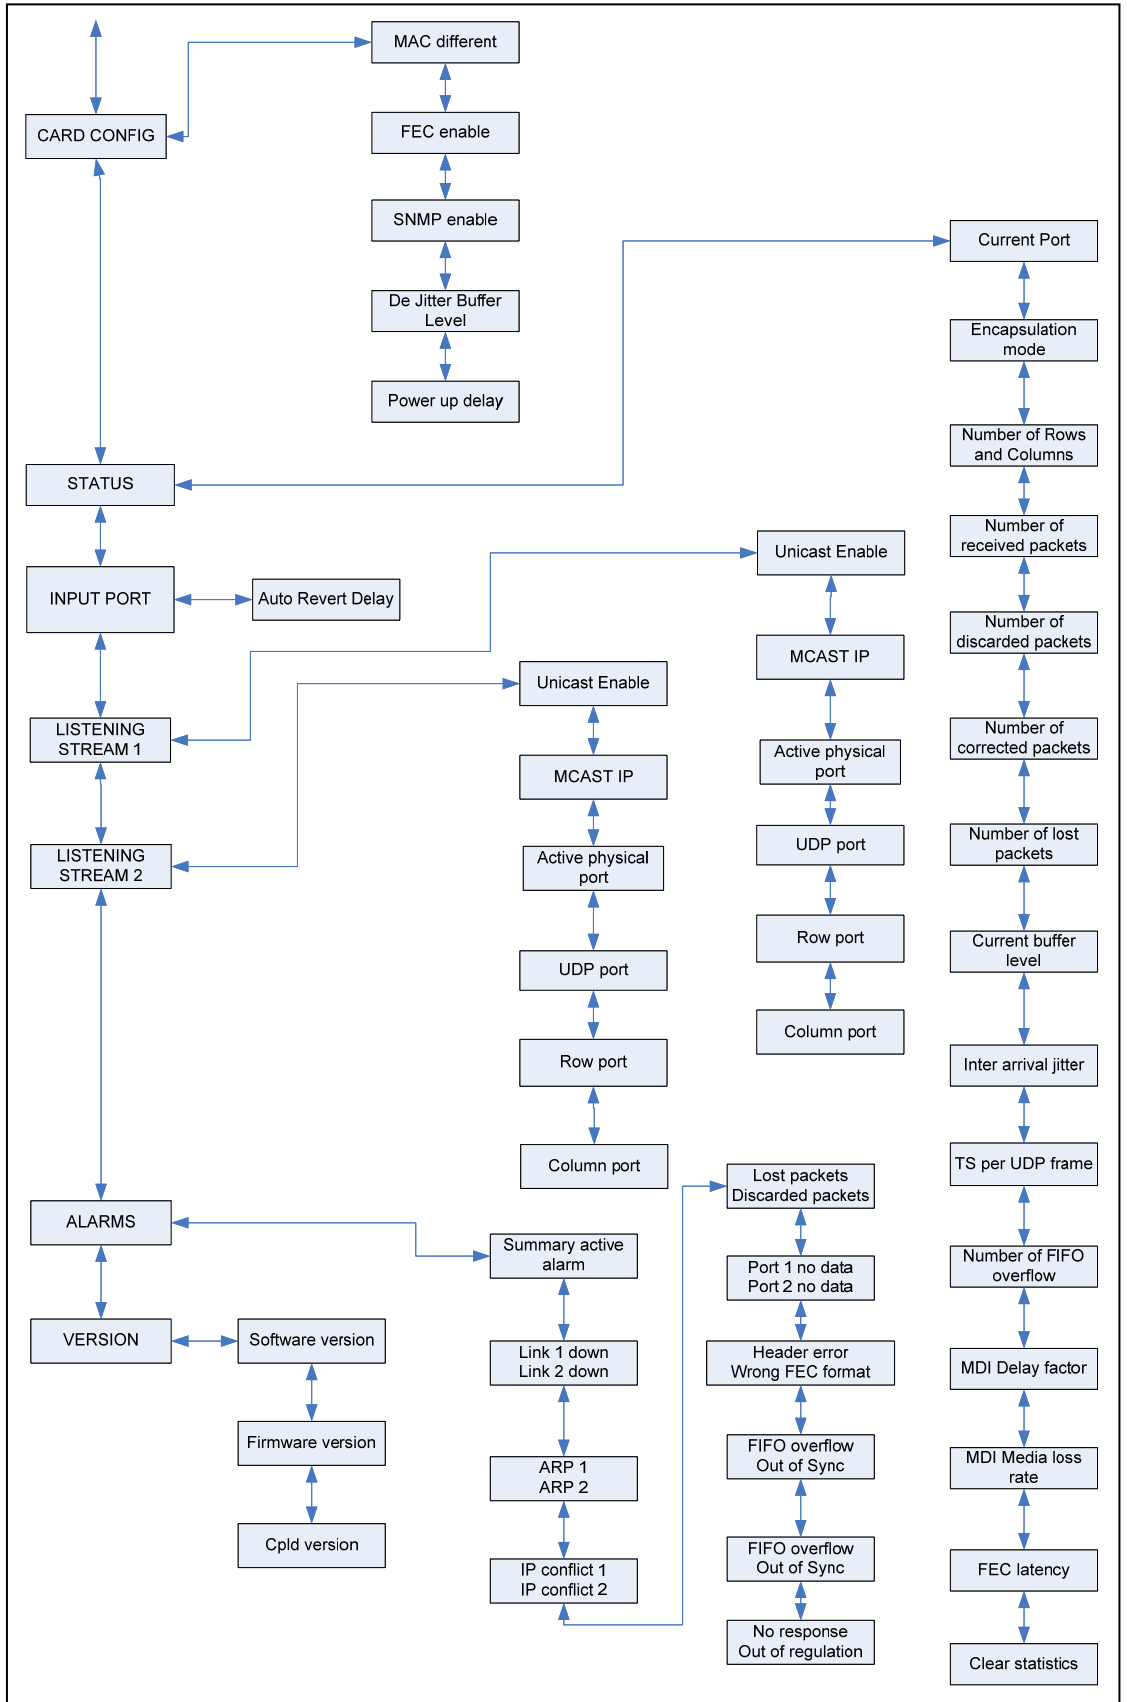 CARD CONFIG
MAC different
FEC enable
SNMP enable
De Jitter Buffer
Level
Power up delay
STATUS
Current Port
Encapsulation
mode
Number of Rows
and Columns
Number of
received packets
Number of
discarded packets
Number of
corrected packets
Number of lost
packets
Current buffer
level
Inter arrival jitter
TS per UDP frame
Number of FIFO
overflow
MDI Delay factor
MDI Media loss
rate
FEC latency
Clear statistics
INPUT PORT
Auto Revert Delay
LISTENING
STREAM 1
Unicast Enable
MCAST IP
Active physical
port
UDP port
Row port
Column port
LISTENING
STREAM 2
Unicast Enable
MCAST IP
Active physical
port
UDP port
Row port
Column port
ALARMS
Summary active
alarm
Link 1 down
Link 2 down
ARP 1
ARP 2
IP conflict 1
IP conflict 2
Lost packets
Discarded packets
Port 1 no data
Port 2 no data
Header error
Wrong FEC format
FIFO overflow
Out of Sync
FIFO overflow
Out of Sync
No response
Out of regulation
VERSION
Software version
Firmware version
Cpld version